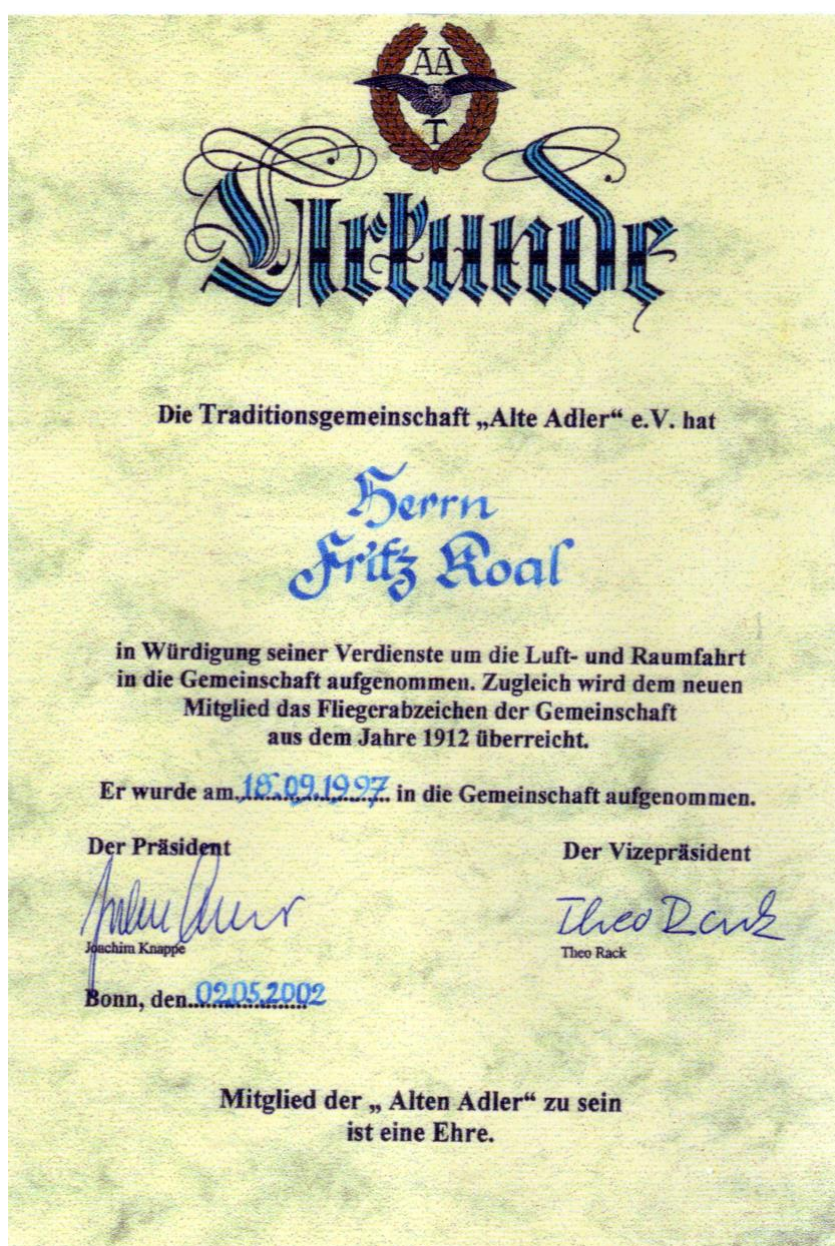 AA
T
Urkunde
Die Traditionsgemeinschaft „Alte Adler“ e.V. hat
Herrn
Fritz Koal
in Würdigung seiner Verdienste um die Luft- und Raumfahrt
in die Gemeinschaft aufgenommen. Zugleich wird dem neuen
Mitglied das Fliegerabzeichen der Gemeinschaft
aus dem Jahre 1912 überreicht.
Er wurde am 18.09.1997 in die Gemeinschaft aufgenommen.
Der Präsident
Der Vizepräsident
Theo Rack
Joachim Knappe
Theo Rack
Bonn, den 02.05.2002
Mitglied der „ Alten Adler“ zu sein
ist eine Ehre.